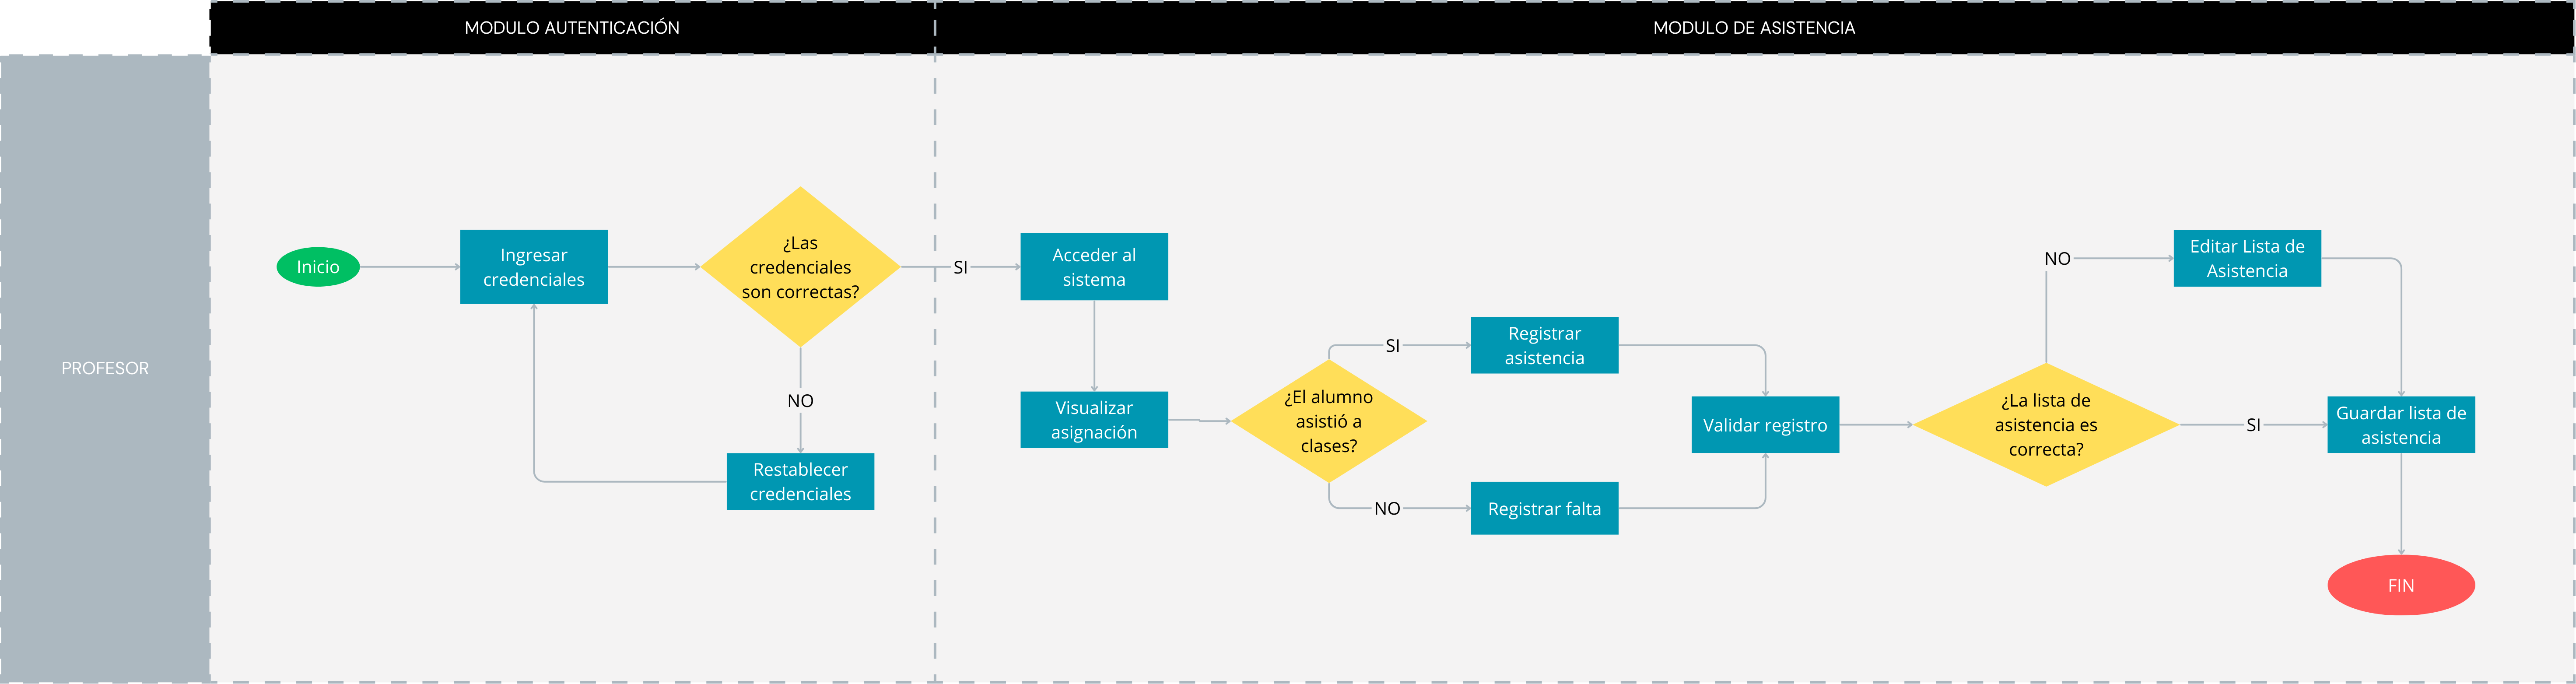 MODULO AUTENTICACIÓN
MODULO DE ASISTENCIA
PROFESOR
Inicio
Ingresar
credenciales
¿Las
credenciales
son correctas?
NO
Restablecer
credenciales
SI
Acceder al
sistema
Visualizar
asignación
¿El alumno
asistió a
clases?
SI
Registrar
asistencia
NO
Registrar falta
Validar registro
¿La lista de
asistencia es
correcta?
NO
Editar Lista de
Asistencia
SI
Guardar lista de
asistencia
FIN